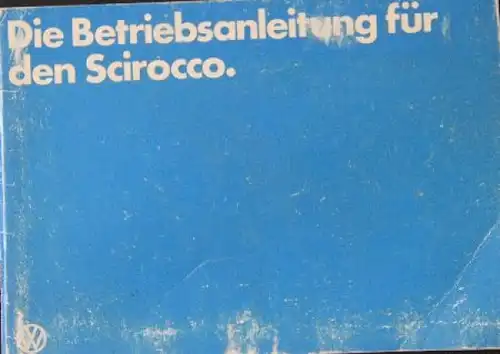 Die Betriebsanleitung für
den Scirocco.